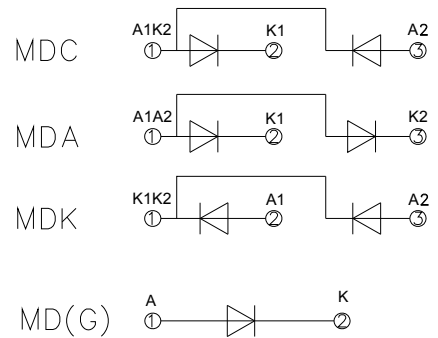 A1K2 K1 A2
MDC ① ② ③
A1A2 K1 K2
MDA ① ② ③
K1K2 A1 A2
MDK ① ② ③
A K
MD(G) ① ②